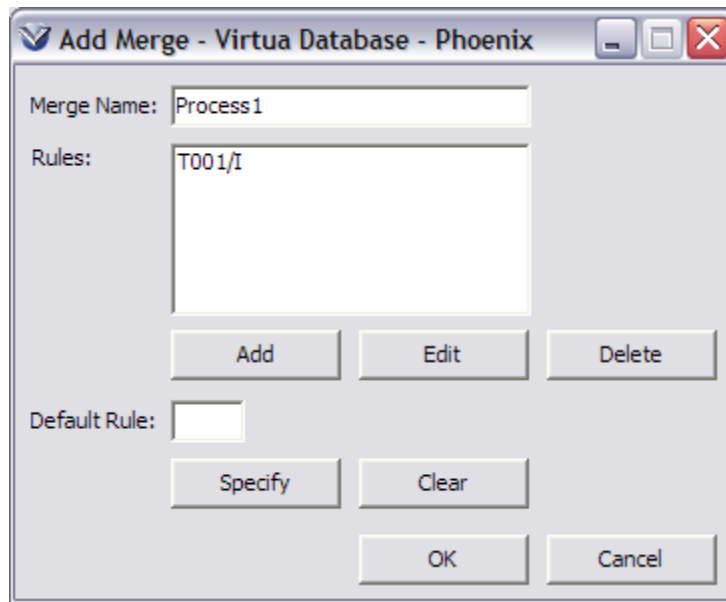 Add Merge - Virtua Database - Phoenix
Merge Name: Process1
Rules: T001/I
Add Edit Delete
Default Rule:
Specify Clear
OK Cancel